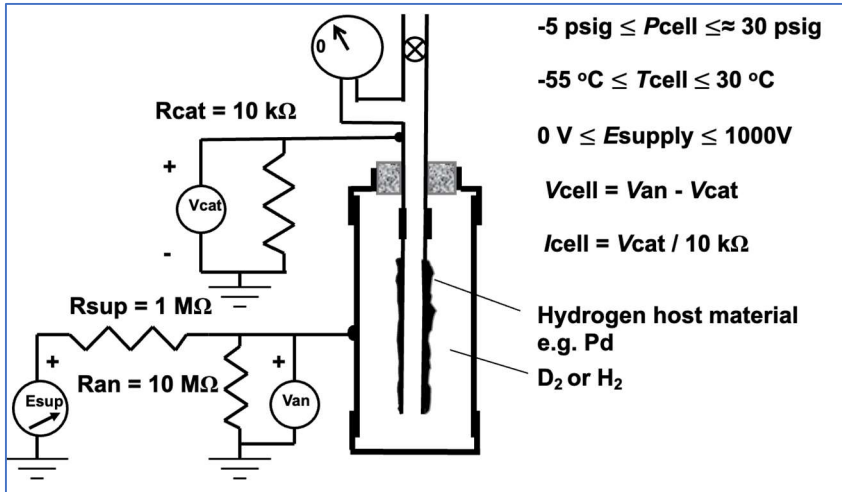 -5 psig ≤ Pcell ≤≈ 30 psig
0
-55 ºC ≤ Tcell ≤ 30 ºC
Rcat = 10 kΩ
0 V ≤ Esupply ≤ 1000V
+
Vcat
-
Vcell = Van - Vcat
Icell = Vcat / 10 kΩ
Rsup = 1 MΩ
Hydrogen host material
e.g. Pd
+
Ran = 10 MΩ
+
D₂ or H₂
Esup
Van